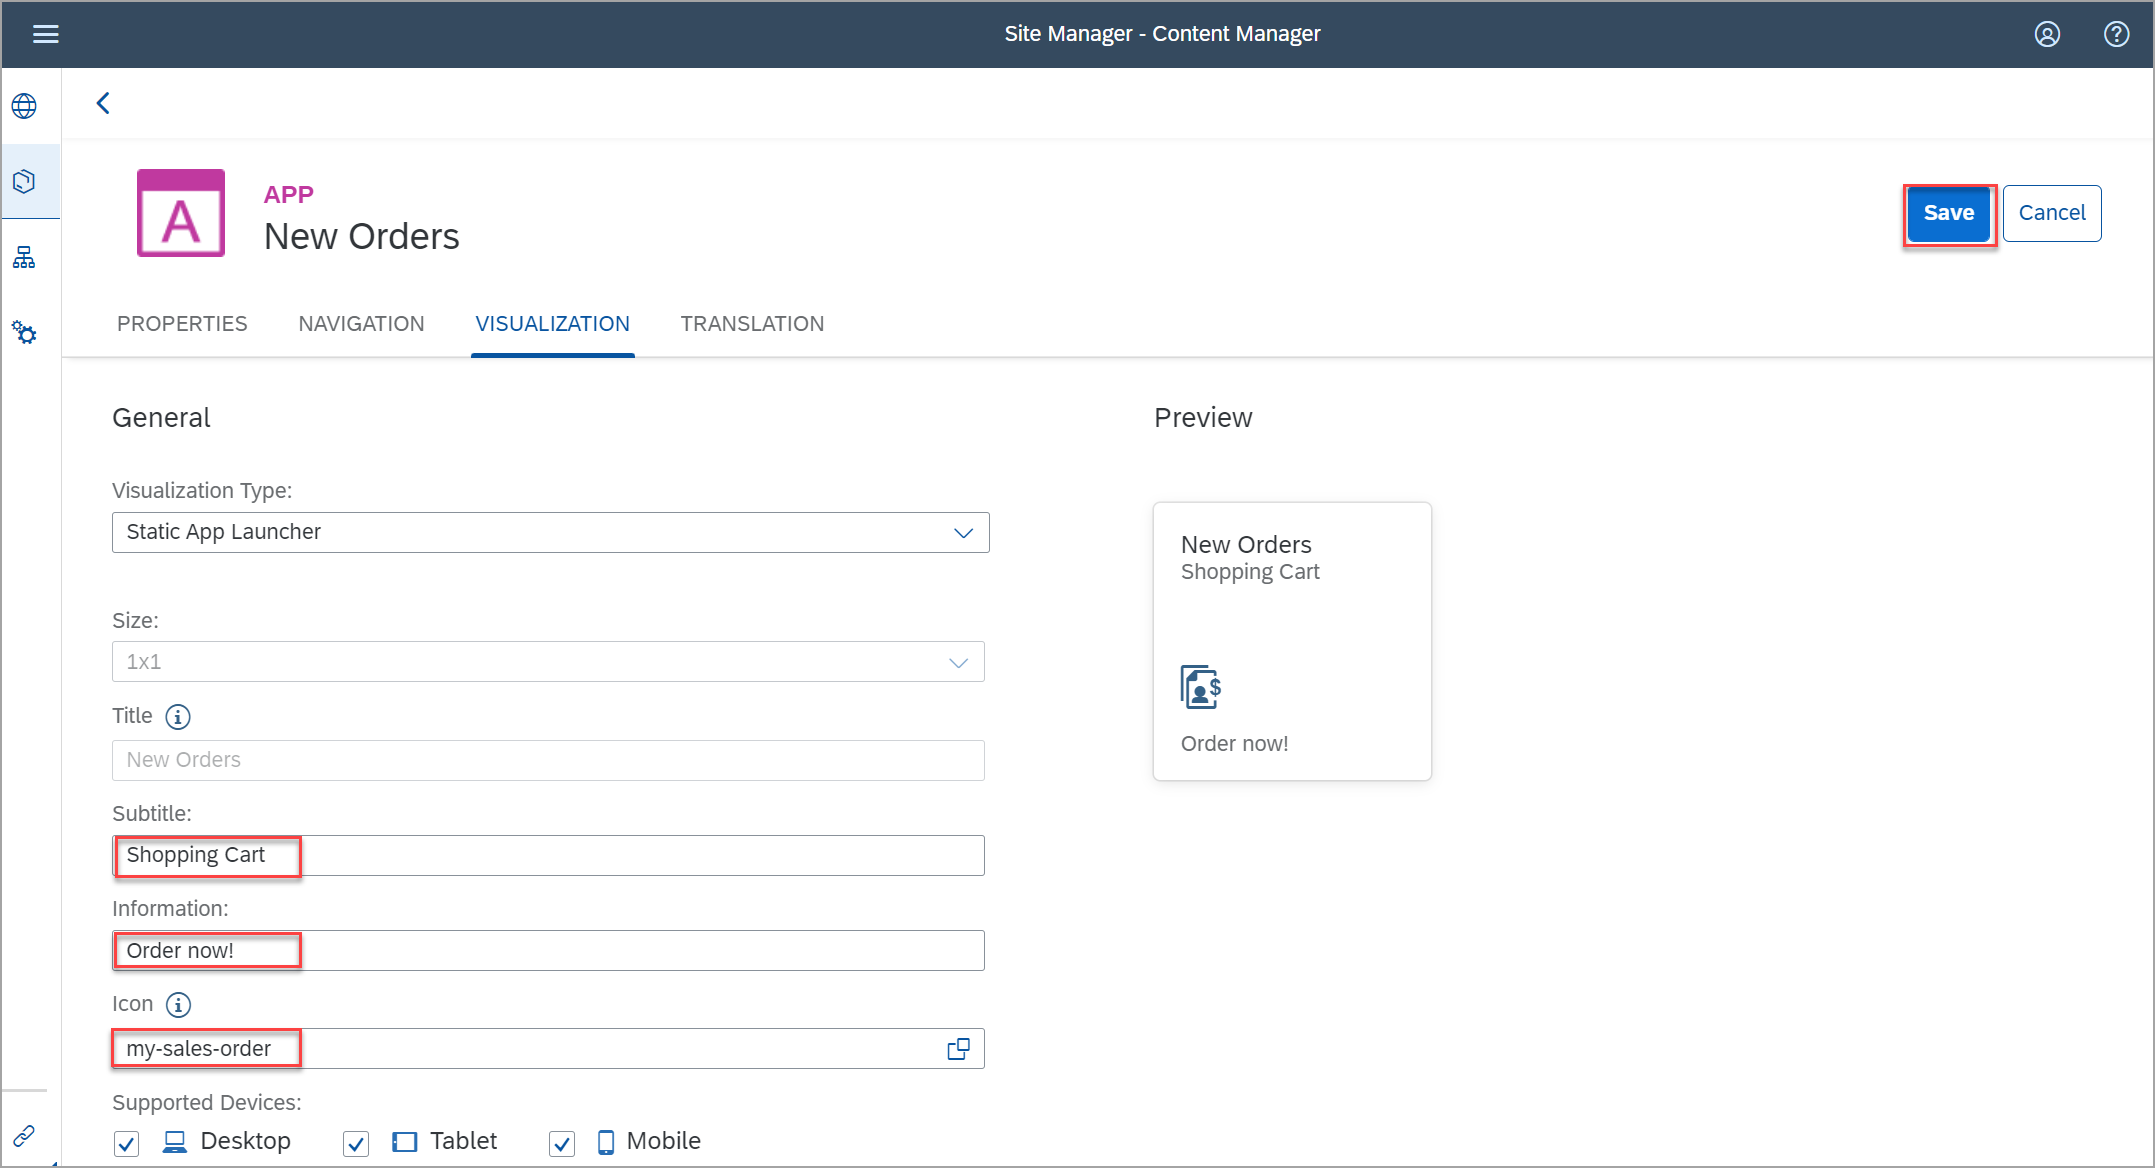 Site Manager - Content Manager
A
APP
New Orders
Save
Cancel
PROPERTIES
NAVIGATION
VISUALIZATION
TRANSLATION
General
Preview
Visualization Type:
Static App Launcher
Size:
1x1
Title
New Orders
Subtitle:
Shopping Cart
Information:
Order now!
Icon
my-sales-order
Supported Devices:
Desktop
Tablet
Mobile
New Orders
Shopping Cart
$
Order now!